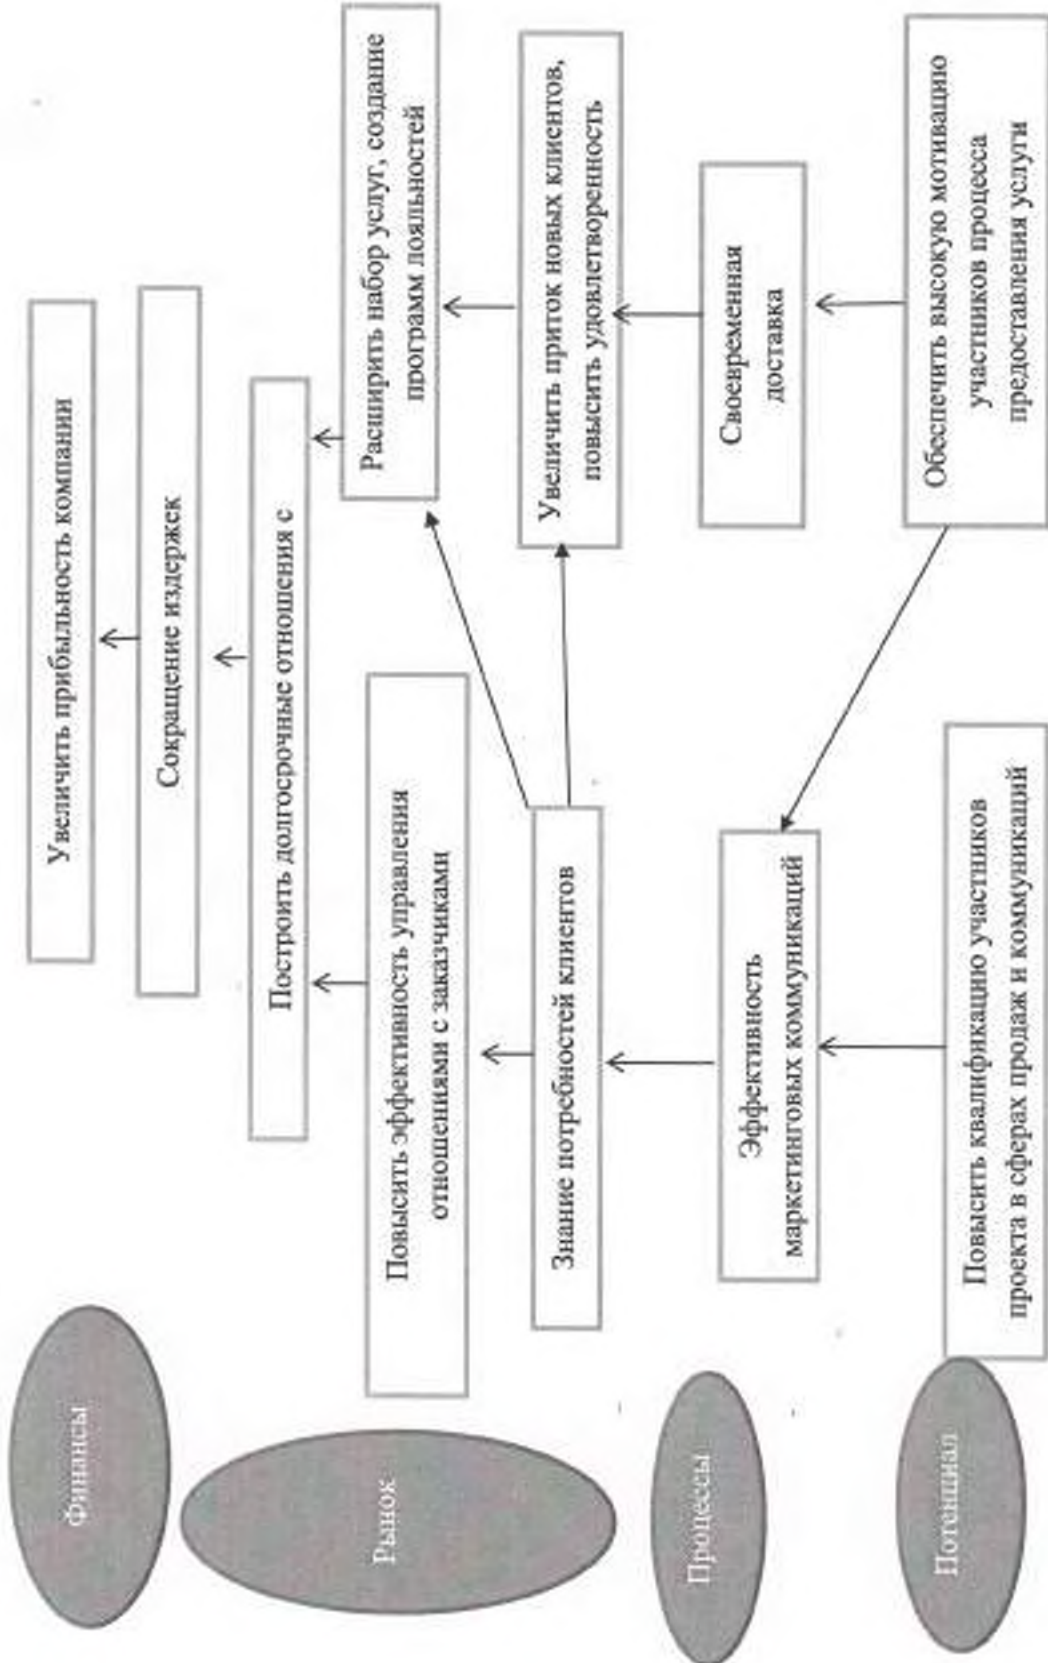 Финансы
Увеличить прибыльность компании
Сокращение издержек
Рынок
Построить долгосрочные отношения с
Повысить эффективность управления
отношениями с заказчиками
Расширить набор услуг, создание
программ лояльностей
Знание потребностей клиентов
Увеличить приток новых клиентов,
повысить удовлетворенность
Процессы
Эффективность
маркетинговых коммуникаций
Своевременная
доставка
Потенциал
Повысить квалификацию участников
проекта в сферах продаж и коммуникаций
Обеспечить высокую мотивацию
участников процесса
предоставления услуги